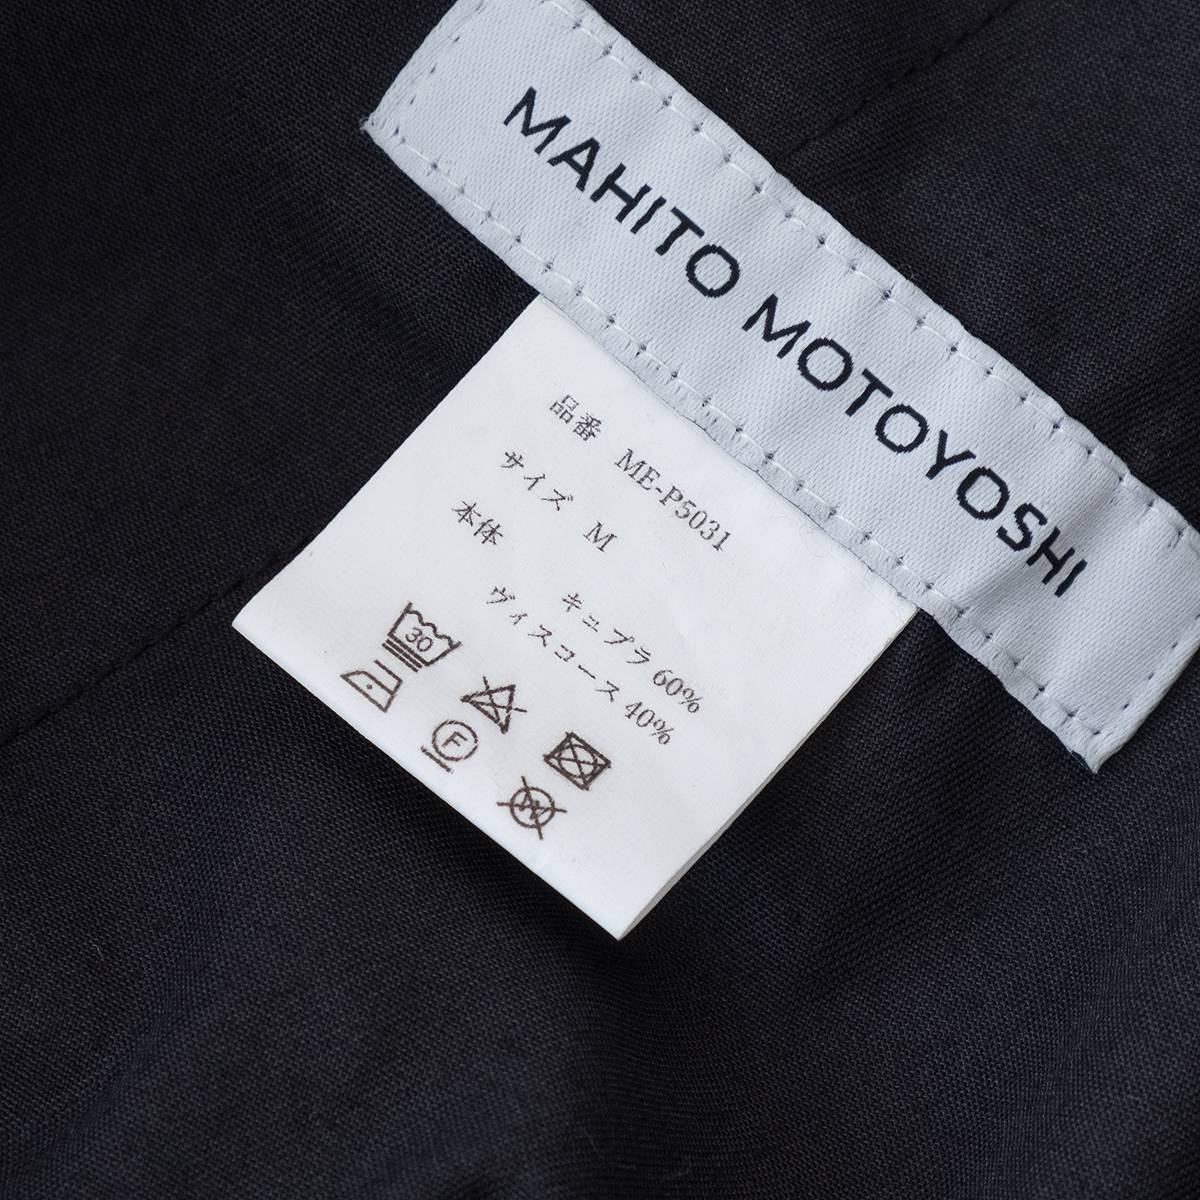 MAHITO MOTOYOSHI
品番 ME-P5031
サイズ M
本体 キュプラ 60%
ヴィスコース 40%
30
F
W